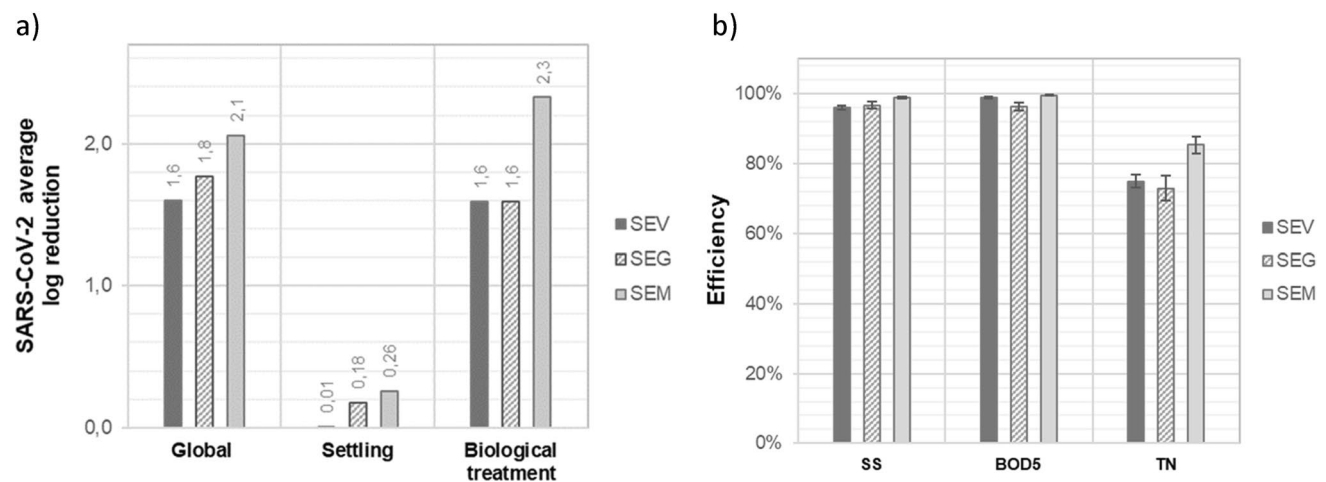 a)
SARS-CoV-2 average
log reduction
2,0
1,0
0,0
1,6
1,8
2,1
0,01
0,18
0,26
1,6
1,6
2,3
Global
Settling
Biological
treatment
SEV
SEG
SEM
b)
Efficiency
100%
80%
60%
40%
20%
0%
SS
BOD5
TN
SEV
SEG
SEM